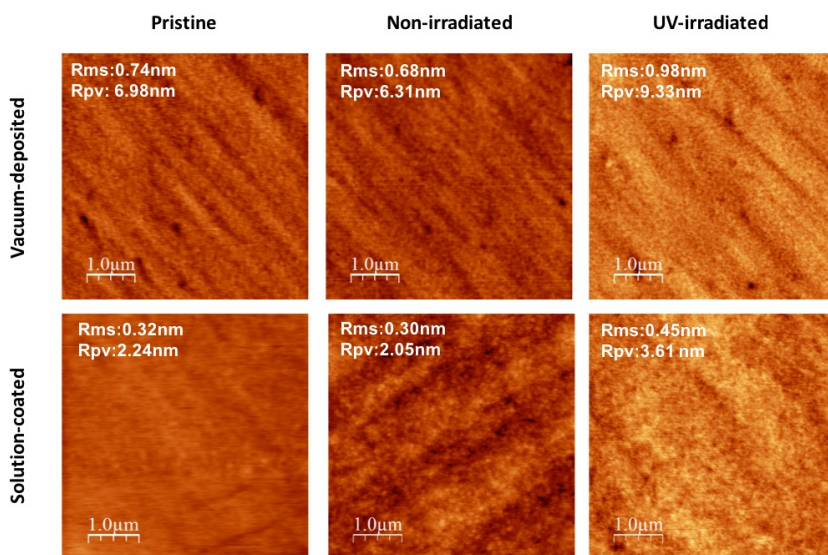 Pristine
Non-irradiated
UV-irradiated
Vacuum-deposited
Rms:0.74nm
Rpv: 6.98nm
1.0µm
Rms:0.68nm
Rpv:6.31nm
1.0µm
Rms:0.98nm
Rpv:9.33nm
1.0µm
Solution-coated
Rms:0.32nm
Rpv:2.24nm
1.0µm
Rms:0.30nm
Rpv:2.05nm
1.0µm
Rms:0.45nm
Rpv:3.61 nm
1.0µm